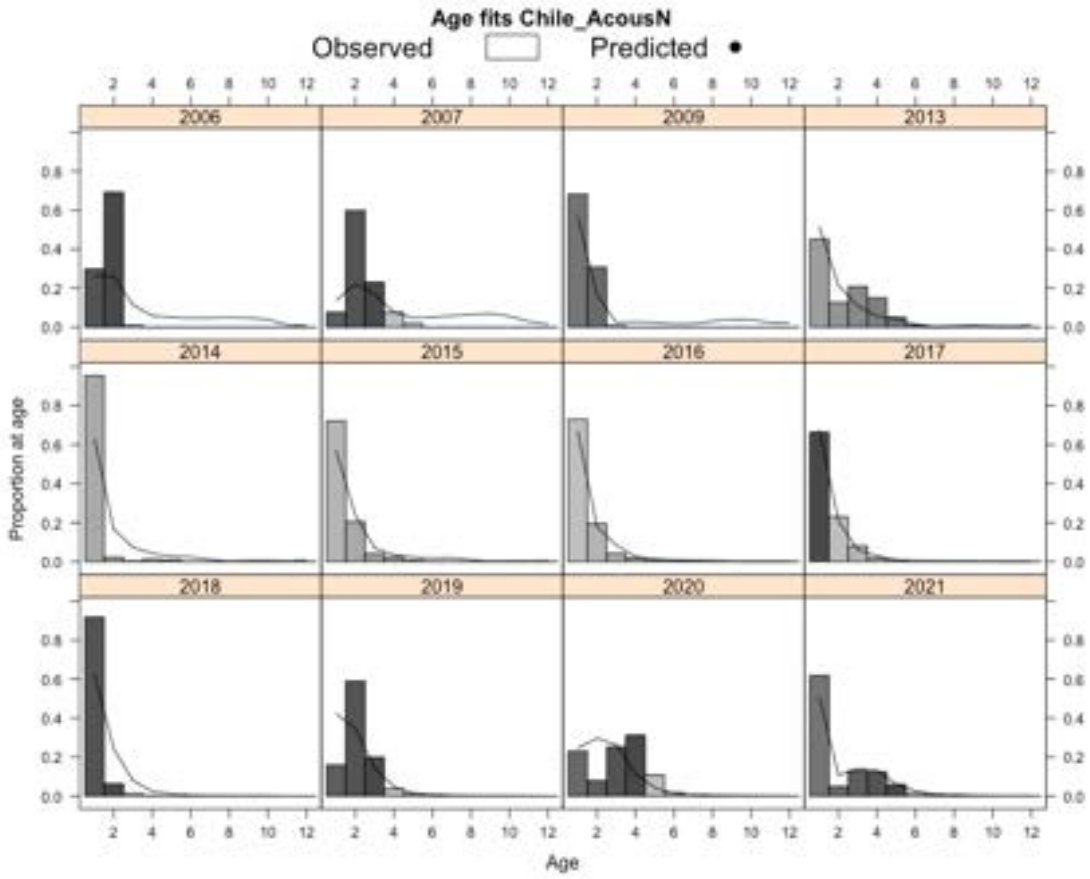 Age fits Chile_AcousN
Observed Predicted
2 4 6 8 10 12 2 4 6 8 10 12
2006 2007 2009 2013
0.8 0.8
0.6 0.6
0.4 0.4
0.2 0.2
0.0 0.0
2014 2015 2016 2017
0.8 0.8
0.6 0.6
0.4 0.4
0.2 0.2
0.0 0.0
2018 2019 2020 2021
0.8 0.8
0.6 0.6
0.4 0.4
0.2 0.2
0.0 0.0
2 4 6 8 10 12 2 4 6 8 10 12 2 4 6 8 10 12 2 4 6 8 10 12
Proportion at age
Age